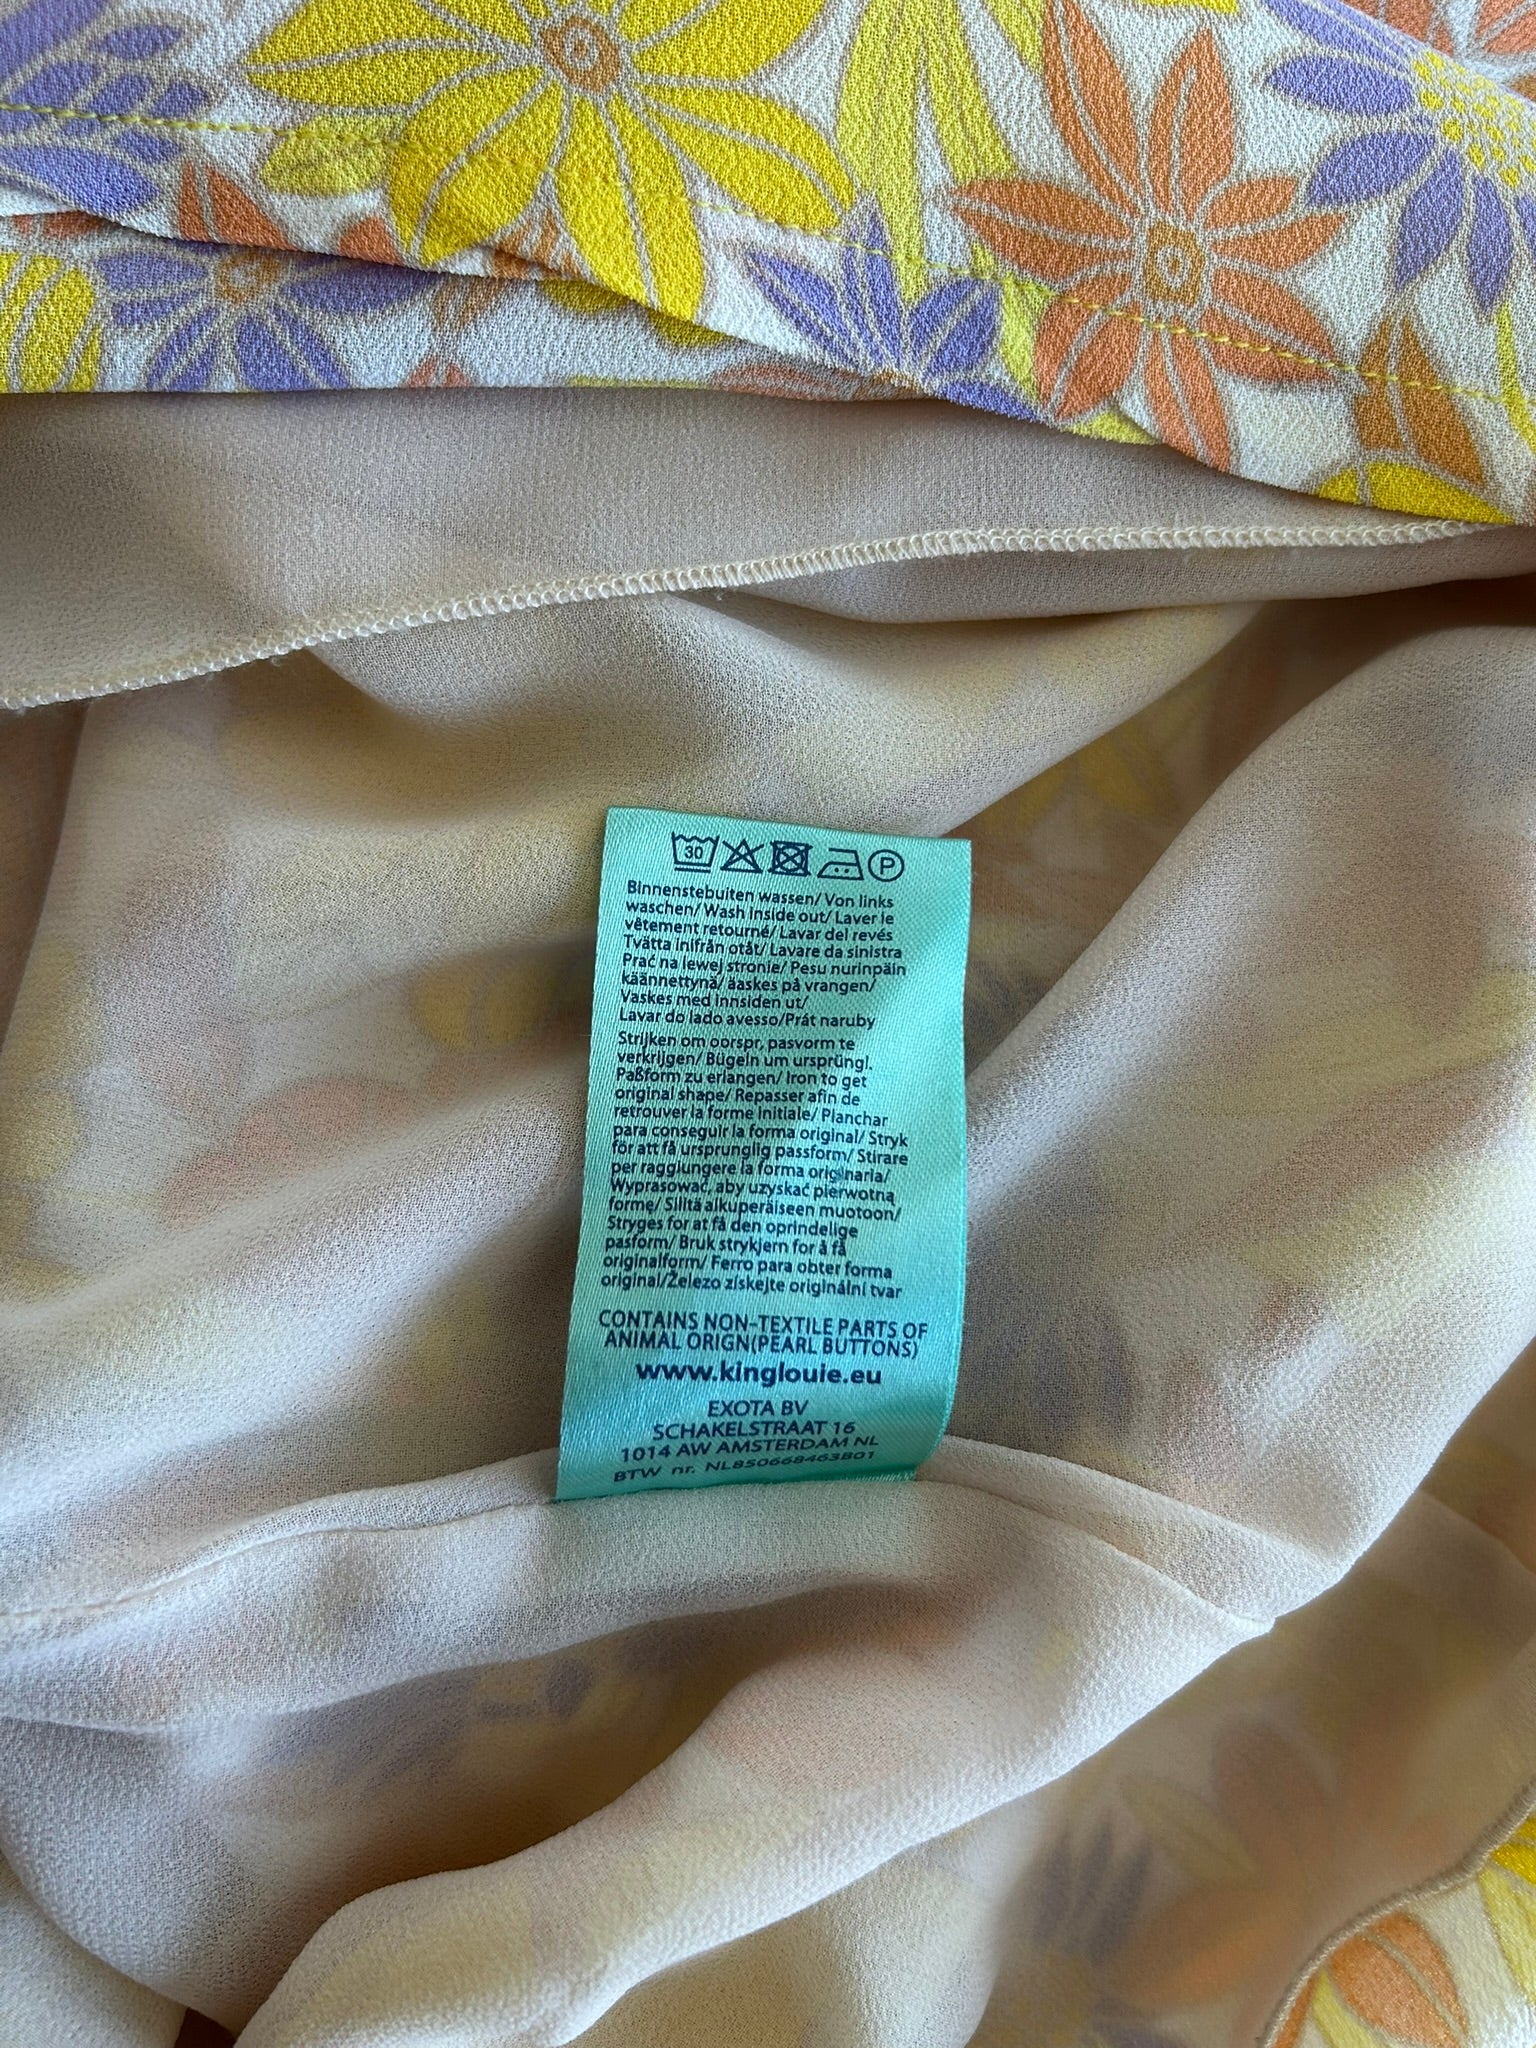 30
P
Binnenstebuiten wassen/ Von links
waschen/ Wash inside out/ Laver le
vêtement retourné/ Lavar del revés
Tvätta inifrån otåt/ Lavare da sinistra
Prać na lewej stronie/ Pesu nurinpäin
käännettynä/ äaskes på vrangen/
Vaskes med innsiden ut/
Lavar do lado avesso/Prát naruby
Strijken om oorspr, pasvorm te
verkrijgen/ Bügeln um ursprüngl.
Paßform zu erlangen/ Iron to get
original shape/ Repasser afin de
retrouver la forme initiale/ Planchar
para conseguir la forma original/ Stryk
för att få ursprunglig passform/ Stirare
per raggiungere la forma originaria/
Wyprasować, aby uzyskać pierwotną
formę/ Silitä alkuperäiseen muotoon/
Stryges for at få den oprindelige
pasform/ Bruk strykjern for å få
originalform/ Ferro para obter forma
original/Železo získejte originální tvar
CONTAINS NON-TEXTILE PARTS OF
ANIMAL ORIGN(PEARL BUTTONS)
www.kinglouie.eu
EXOTA BV
SCHAKELSTRAAT 16
1014 AW AMSTERDAM NL
BTW nr. NL850668463B01